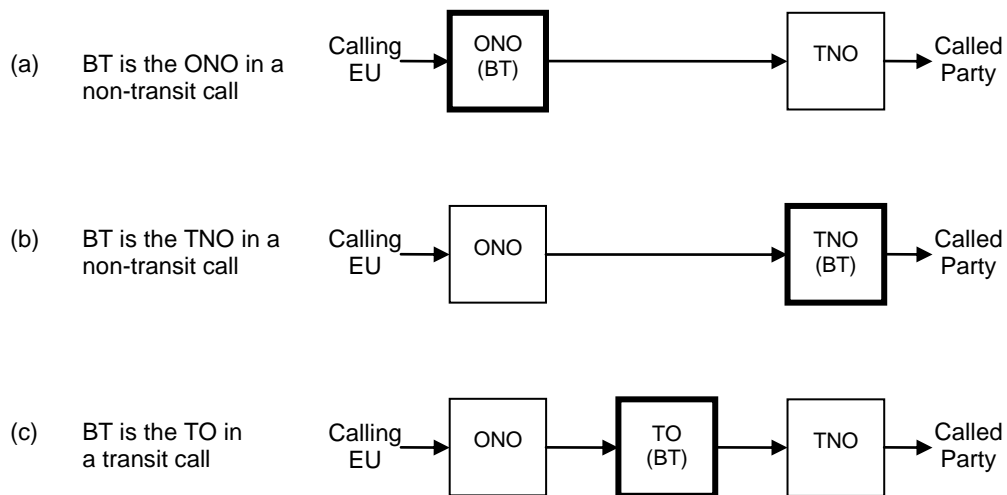 (a) BT is the ONO in a
non-transit call
Calling
EU
ONO
(BT)
TNO
Called
Party
(b) BT is the TNO in a
non-transit call
Calling
EU
ONO
TNO
(BT)
Called
Party
(c) BT is the TO in
a transit call
Calling
EU
ONO
TO
(BT)
TNO
Called
Party